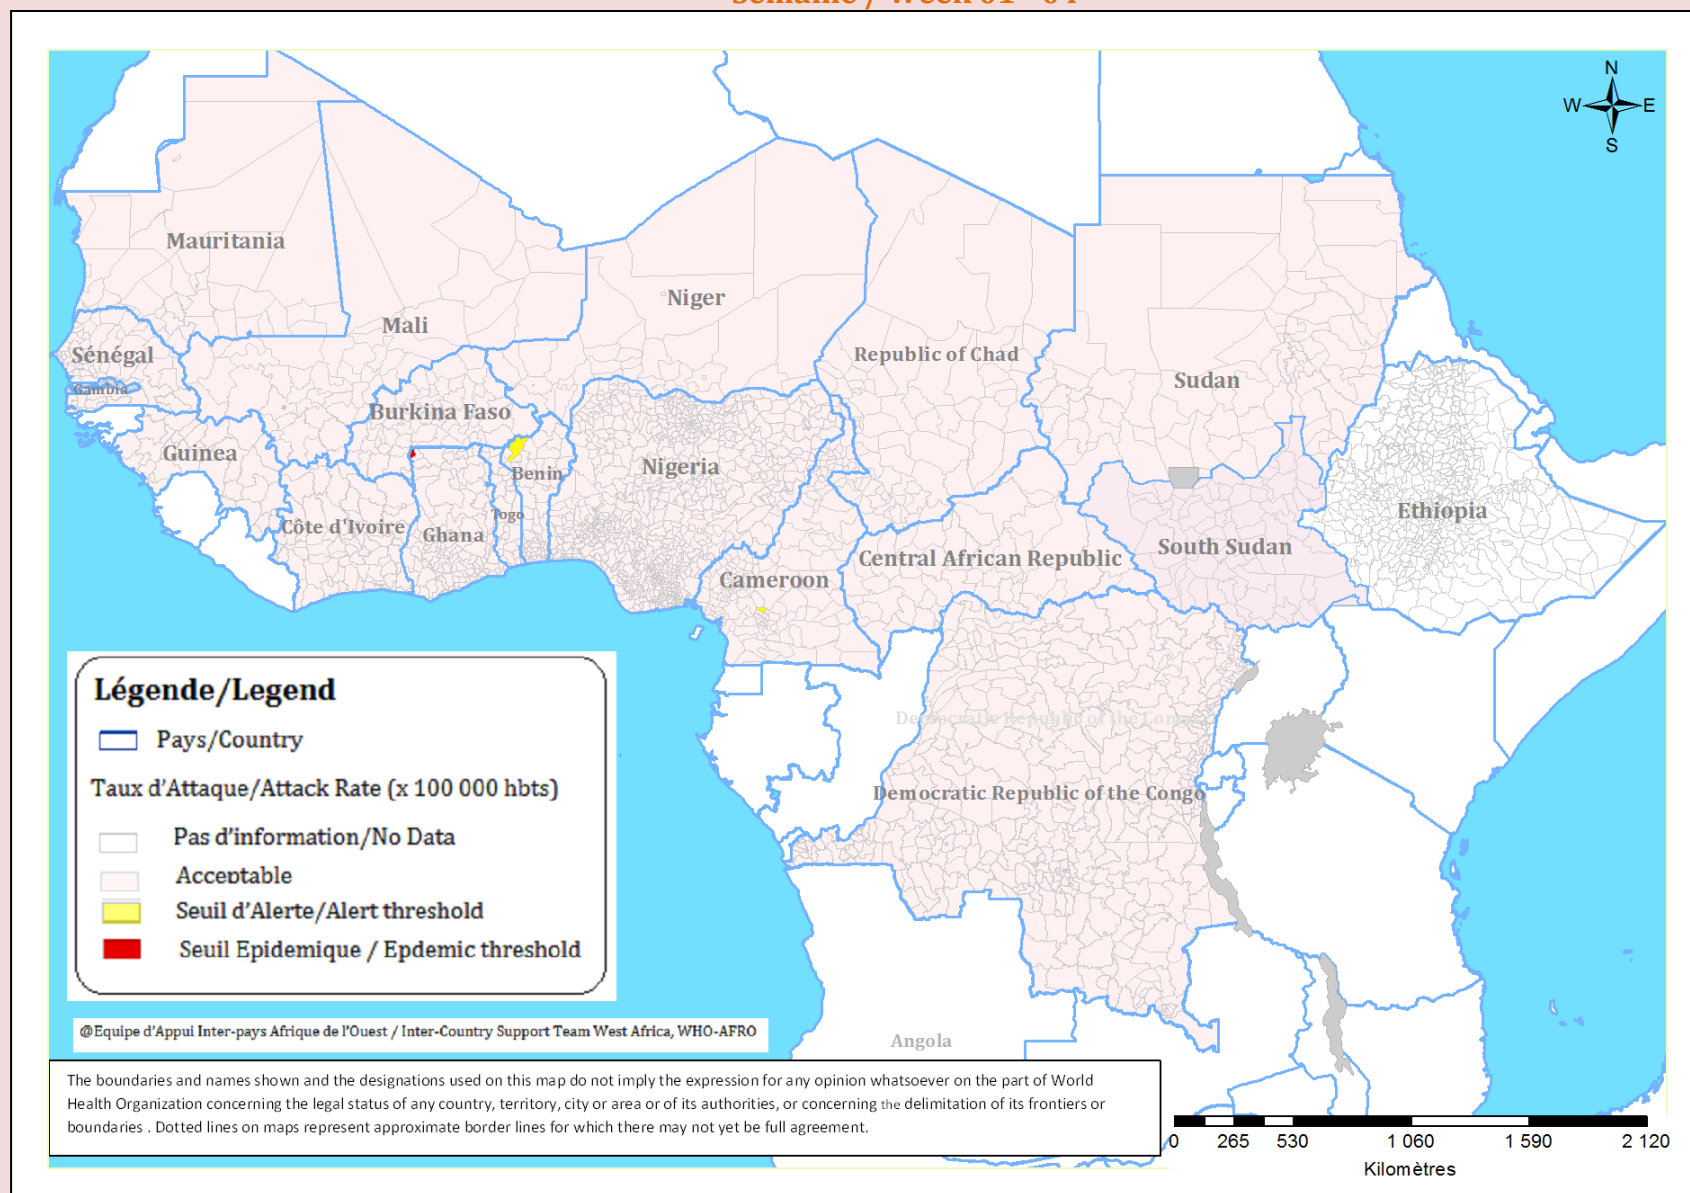 N
W
E
S
Mauritania
Niger
Mali
Sénégal
Republic of Chad
Gambia
Sudan
Burkina Faso
Guinea
Nigeria
Benin
Ethiopia
Togo
Côte d'Ivoire
Ghana
South Sudan
Central African Republic
Cameroon
Democratic Republic of the Congo
Democratic Republic of the Congo
Angola
Légende/Legend
Pays/Country
Taux d'Attaque/Attack Rate (x 100 000 hbts)
Pas d'information/No Data
Acceptable
Seuil d'Alerte/Alert threshold
Seuil Epidemique / Epdemic threshold
@Equipe d'Appui Inter-pays Afrique de l'Ouest / Inter-Country Support Team West Africa, WHO-AFRO
The boundaries and names shown and the designations used on this map do not imply the expression for any opinion whatsoever on the part of World
Health Organization concerning the legal status of any country, territory, city or area or of its authorities, or concerning the delimitation of its frontiers or
boundaries . Dotted lines on maps represent approximate border lines for which there may not yet be full agreement.
0 265 530 1 060 1 590 2 120
Kilomètres